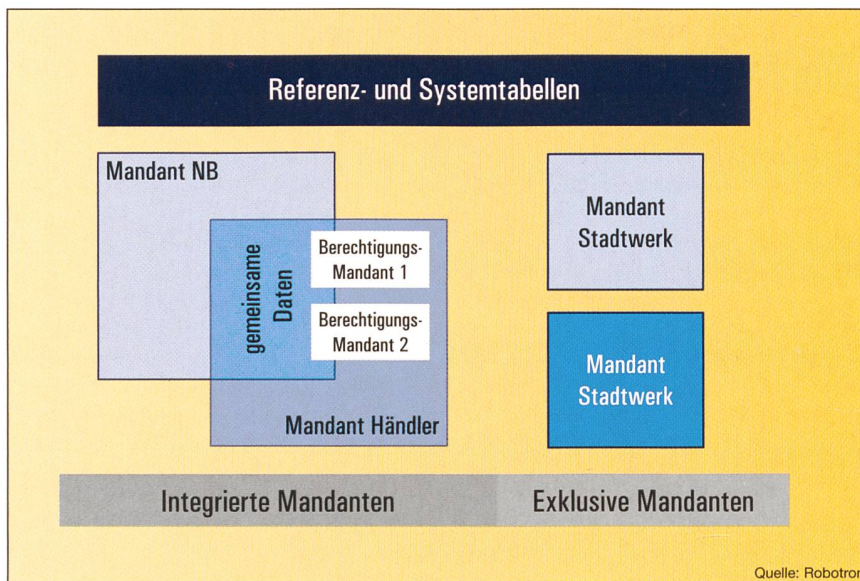 Referenz- und Systemtabellen
Mandant NB
gemeinsame
Daten
Berechtigungs-
Mandant 1
Berechtigungs-
Mandant 2
Mandant Händler
Mandant
Stadtwerk
Mandant
Stadtwerk
Integrierte Mandanten
Exklusive Mandanten
Quelle: Robotron